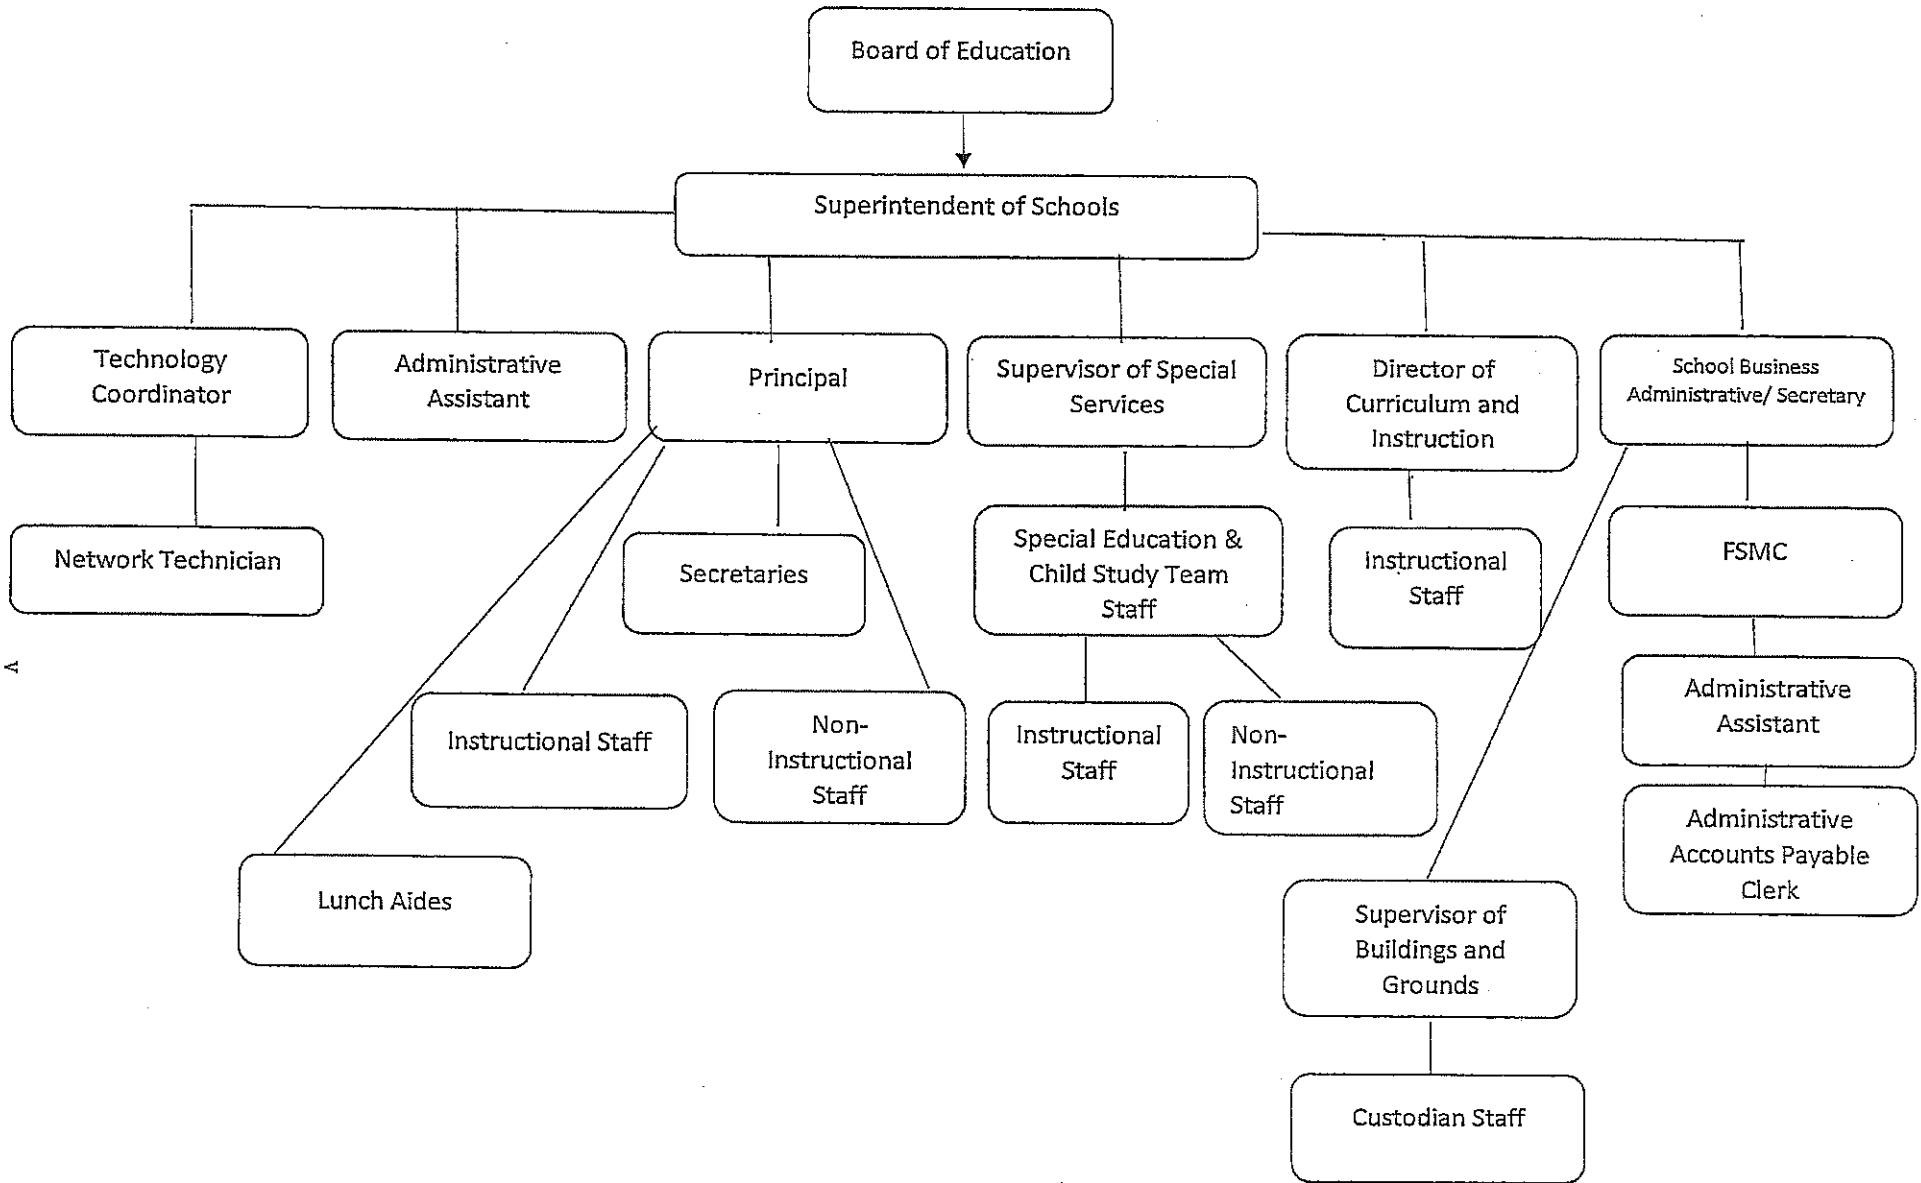 Board of Education
Superintendent of Schools
Technology
Coordinator
Administrative
Assistant
Principal
Supervisor of Special
Services
Director of
Curriculum and
Instruction
School Business
Administrative/ Secretary
Network Technician
Secretaries
Special Education &
Child Study Team
Staff
Instructional
Staff
FSMC
Instructional Staff
Non-
Instructional
Staff
Instructional
Staff
Non-
Instructional
Staff
Administrative
Assistant
Administrative
Accounts Payable
Clerk
Lunch Aides
Supervisor of
Buildings and
Grounds
Custodian Staff